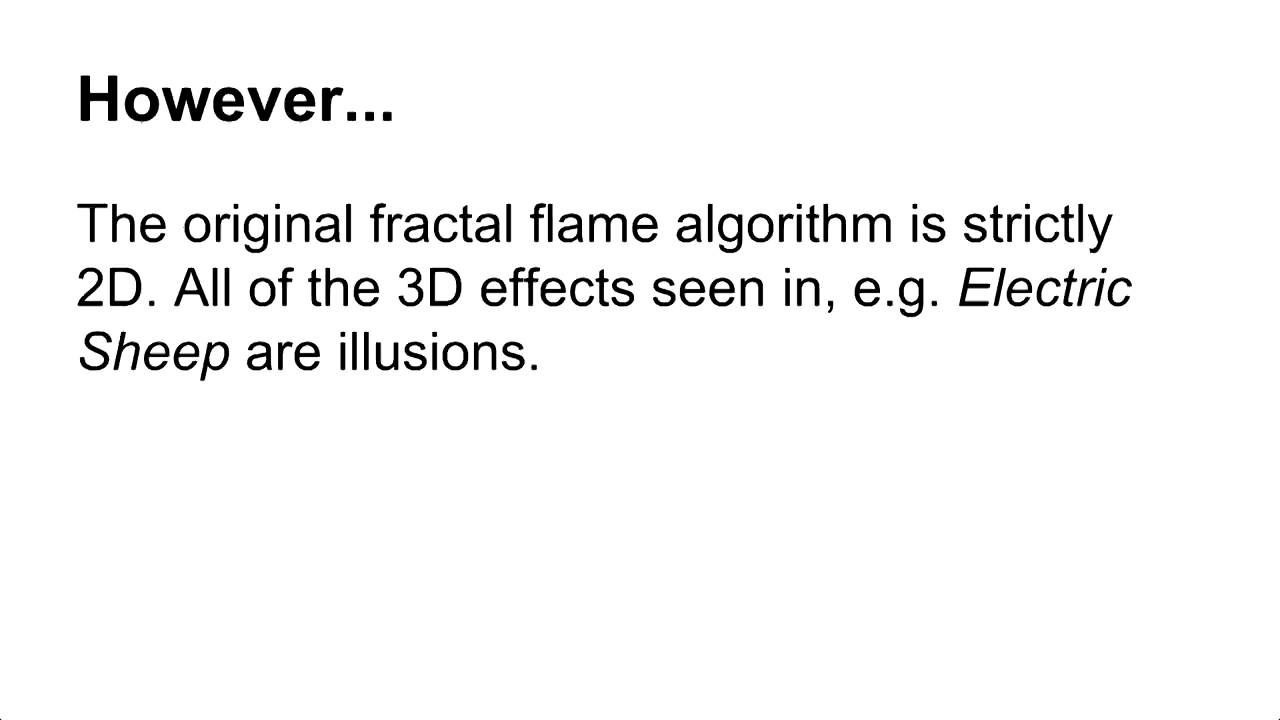 However...
The original fractal flame algorithm is strictly
2D. All of the 3D effects seen in, e.g. Electric
Sheep are illusions.